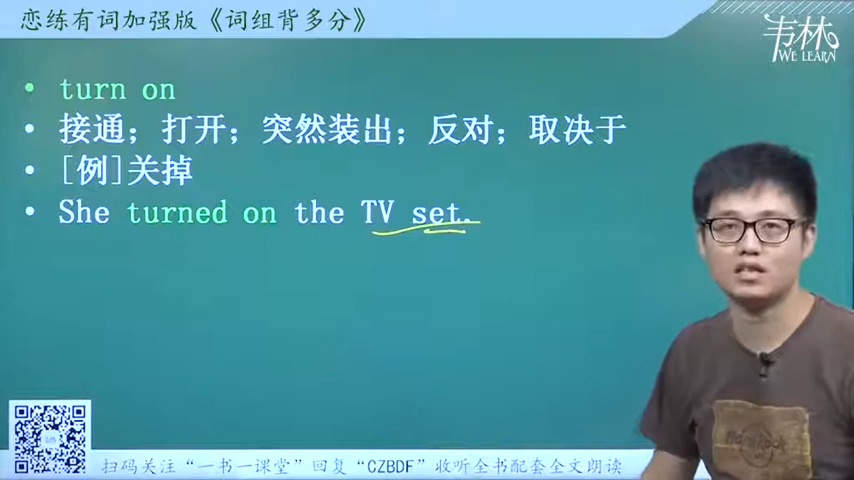 恋练有词加强版《词组背多分》
韦林
WE LEARN
• turn on
• 接通；打开；突然装出；反对；取决于
• [例]关掉
• She turned on the TV set.
Hard Rock
扫码关注“一书一课堂”回复“CZBDF”收听全书配套全文朗读